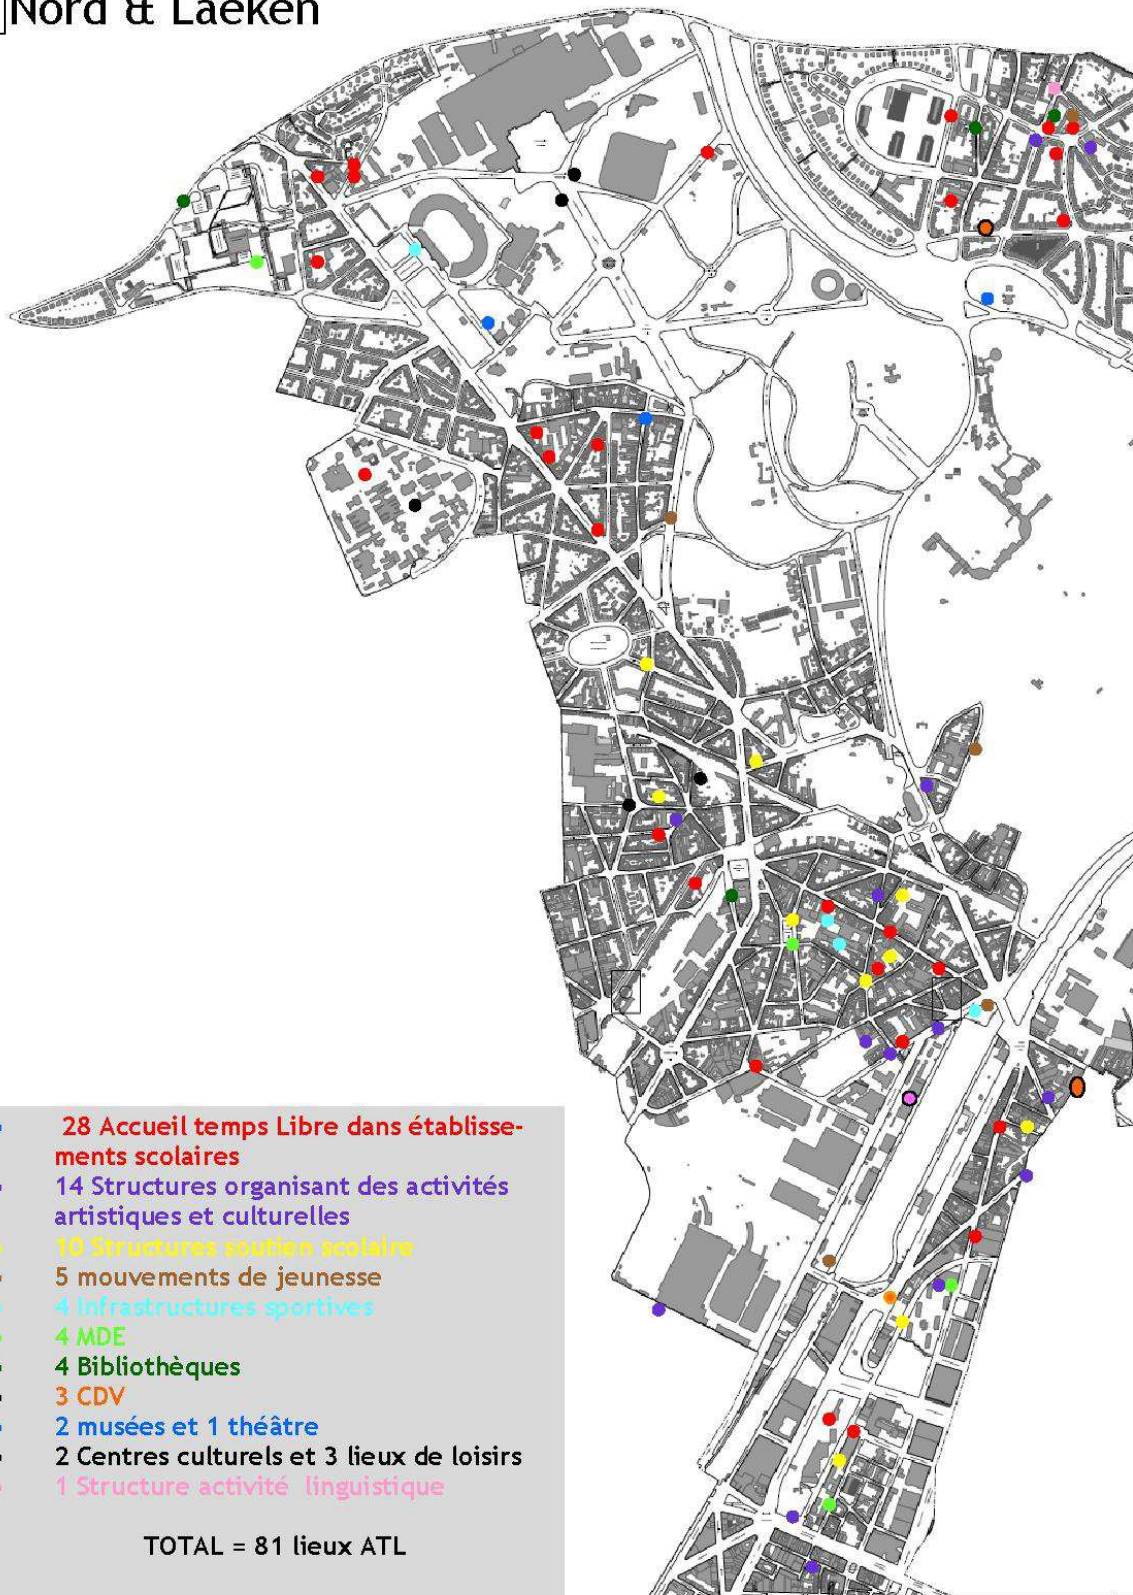 Nord & Laeken
28 Accueil temps Libre dans établisse-
ments scolaires
14 Structures organisant des activités
artistiques et culturelles
10 Structures soutien scolaire
5 mouvements de jeunesse
4 Infrastructures sportives
4 MDE
4 Bibliothèques
3 CDV
2 musées et 1 théâtre
2 Centres culturels et 3 lieux de loisirs
1 Structure activité linguistique
TOTAL = 81 lieux ATL